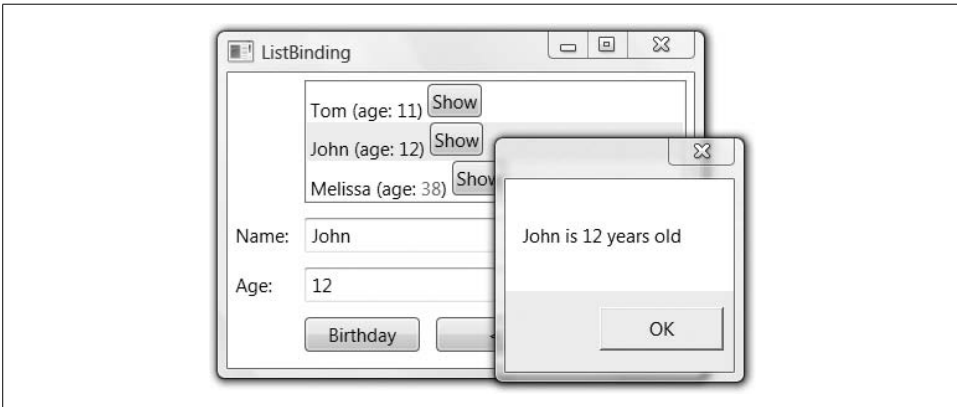 ListBinding
Tom (age: 11) Show
John (age: 12) Show
Melissa (age: 38)
Name: John
Age: 12
Birthday
John is 12 years old
OK